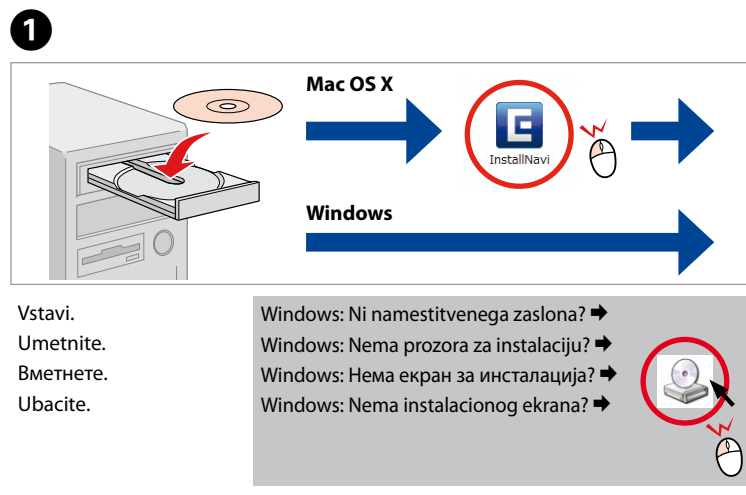 1
Mac OS X
E
InstallNavi
Windows
Vstavi.
Umetnite.
Вметнете.
Ubacite.
Windows: Ni namestitvenega zaslona? 🡆
Windows: Nema prozora za instalaciju? 🡆
Windows: Нема екран за инсталација? 🡆
Windows: Nema instalacionog ekrana? 🡆